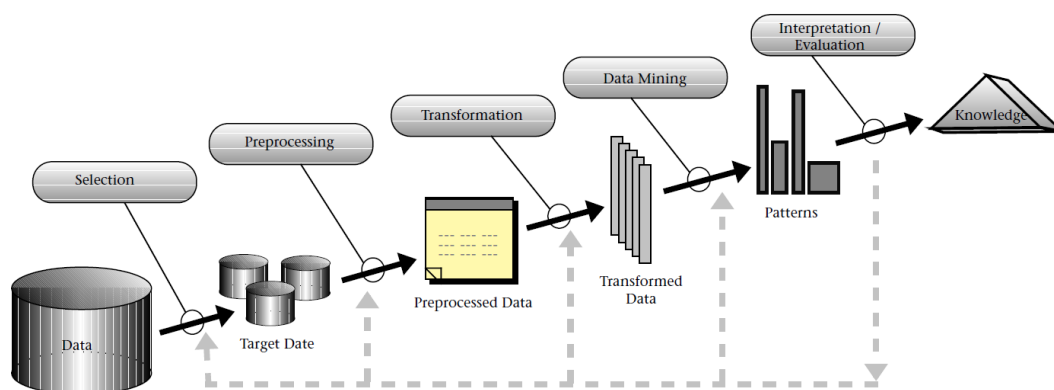 Interpretation /
Evaluation
Data Mining
Transformation
Preprocessing
Selection
Knowledge
Patterns
Transformed
Data
Preprocessed Data
Target Date
Data